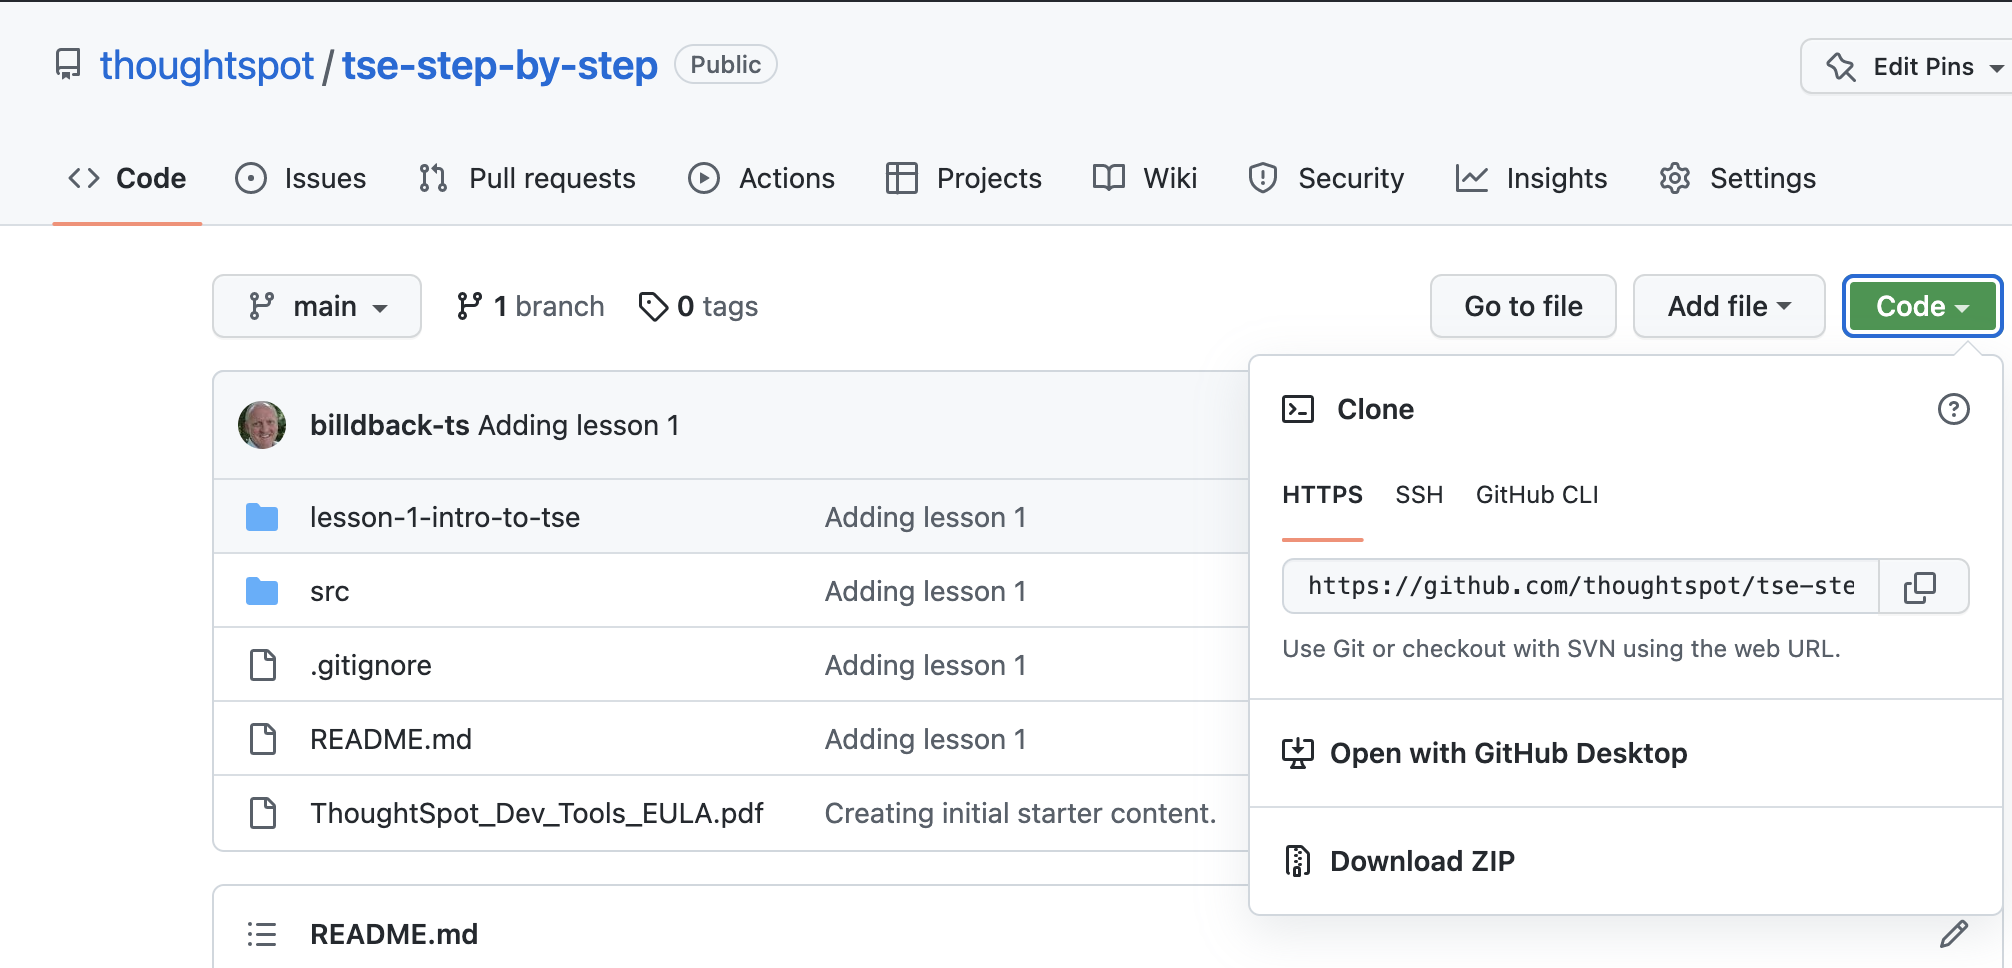 thoughtspot / tse-step-by-step Public
Edit Pins
Code Issues Pull requests Actions Projects Wiki Security Insights Settings
main 1 branch 0 tags Go to file Add file Code
billdback-ts Adding lesson 1
lesson-1-intro-to-tse Adding lesson 1
src Adding lesson 1
.gitignore Adding lesson 1
README.md Adding lesson 1
ThoughtSpot_Dev_Tools_EULA.pdf Creating initial starter content.
README.md
Clone
HTTPS SSH GitHub CLI
https://github.com/thoughtspot/tse-ste
Use Git or checkout with SVN using the web URL.
Open with GitHub Desktop
Download ZIP